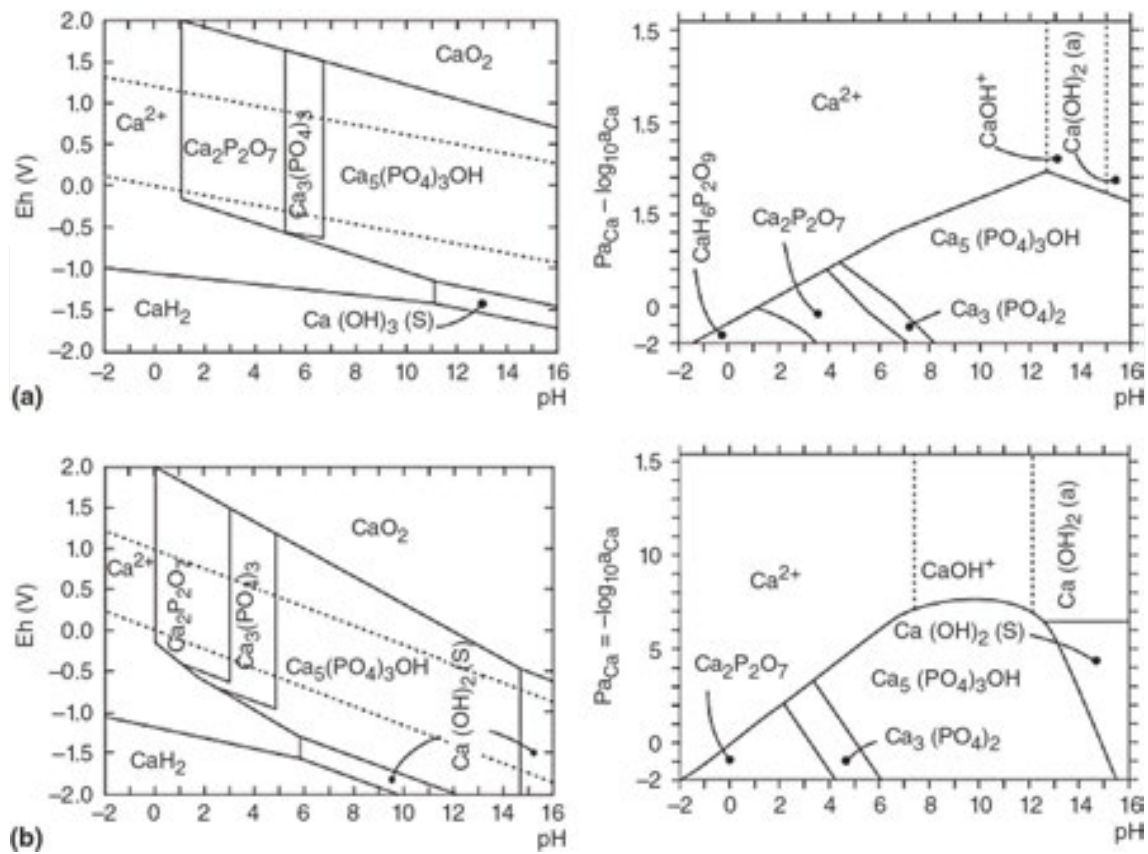 2.0
1.5
1.0
0.5
0.0
−0.5
−1.0
−1.5
−2.0
Eh (V)
CaO2
Ca2+
Ca2P2O7
Ca3(PO4)3
Ca5(PO4)3OH
CaH2
Ca (OH)3 (S)
−2 0 2 4 6 8 10 12 14 16
pH
(a)
1.5
1.5
1.5
0
−2
PaCa − log10aCa
Ca2+
CaOH+
Ca(OH)2 (a)
CaH6P2O9
Ca2P2O7
Ca5 (PO4)3OH
Ca3 (PO4)2
−2 0 2 4 6 8 10 12 14 16
pH
2.0
1.5
1.0
0.5
0.0
−0.5
−1.0
−1.5
−2.0
Eh (V)
CaO2
Ca2+
Ca2P2O7
Ca3(PO4)3
Ca5(PO4)3OH
Ca (OH)2 (S)
CaH2
−2 0 2 4 6 8 10 12 14 16
pH
(b)
1.5
10
5
0
−2
PaCa = −log10aCa
Ca2+
CaOH+
Ca (OH)2 (a)
Ca (OH)2 (S)
Ca2P2O7
Ca5 (PO4)3OH
Ca3 (PO4)2
−2 0 2 4 6 8 10 12 14 16
pH